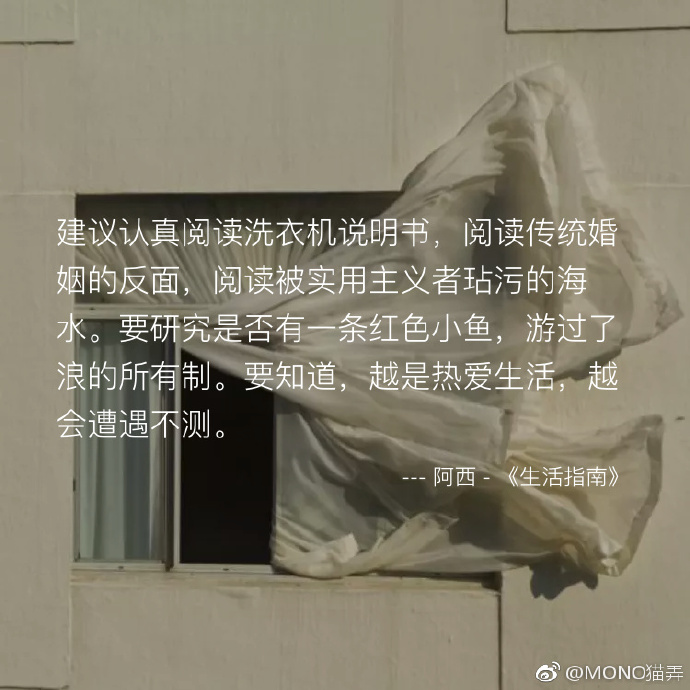 建议认真阅读洗衣机说明书，阅读传统婚
姻的反面，阅读被实用主义者玷污的海
水。要研究是否有一条红色小鱼，游过了
浪的所有制。要知道，越是热爱生活，越
会遭遇不测。
--- 阿西 - 《生活指南》
@MONO猫弄